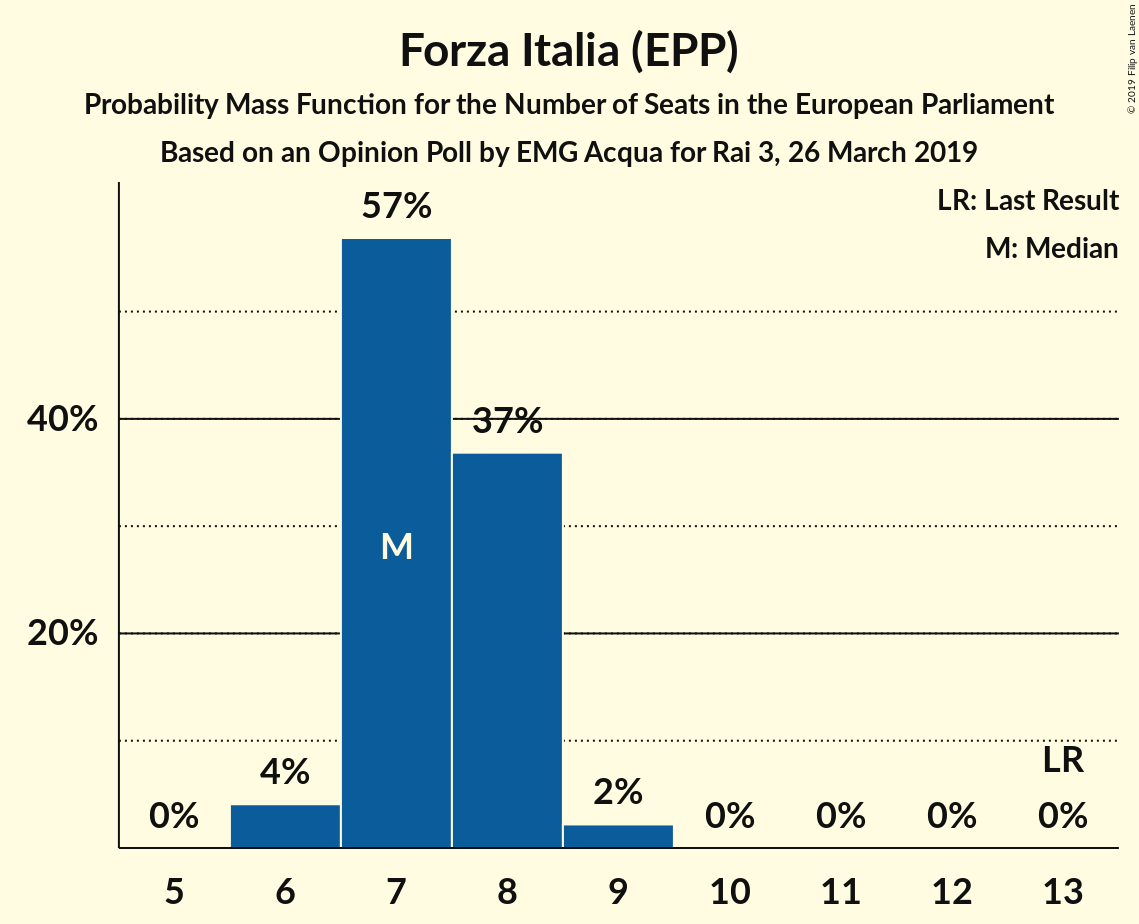 Forza Italia (EPP)
Probability Mass Function for the Number of Seats in the European Parliament
Based on an Opinion Poll by EMG Acqua for Rai 3, 26 March 2019
© 2019 Filip van Laenen
LR: Last Result
M: Median
57%
40%
37%
M
20%
LR
4%
2%
0%
0%
0%
0%
0%
5 6 7 8 9 10 11 12 13